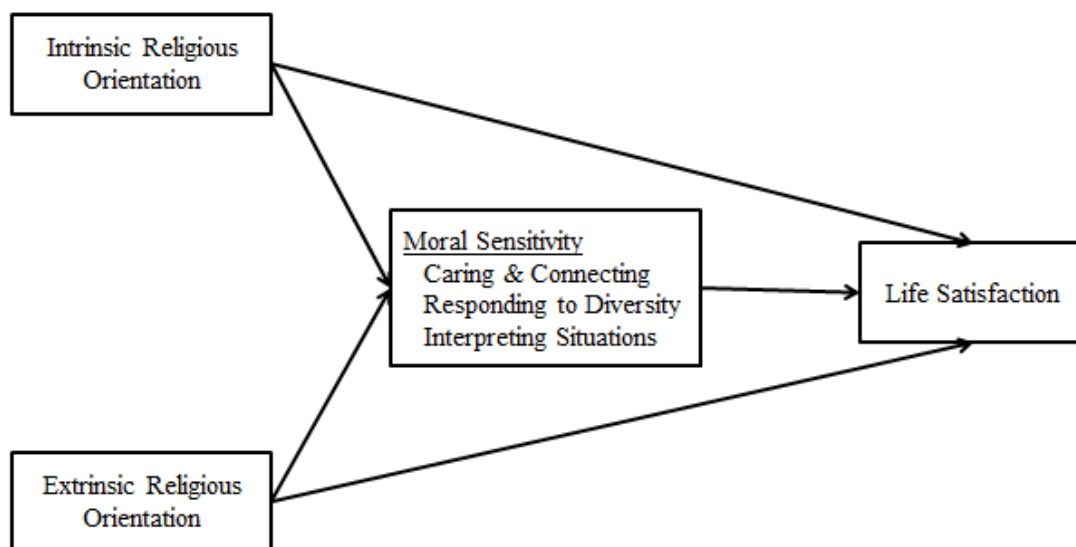 Intrinsic Religious
Orientation
Moral Sensitivity
Caring & Connecting
Responding to Diversity
Interpreting Situations
Life Satisfaction
Extrinsic Religious
Orientation